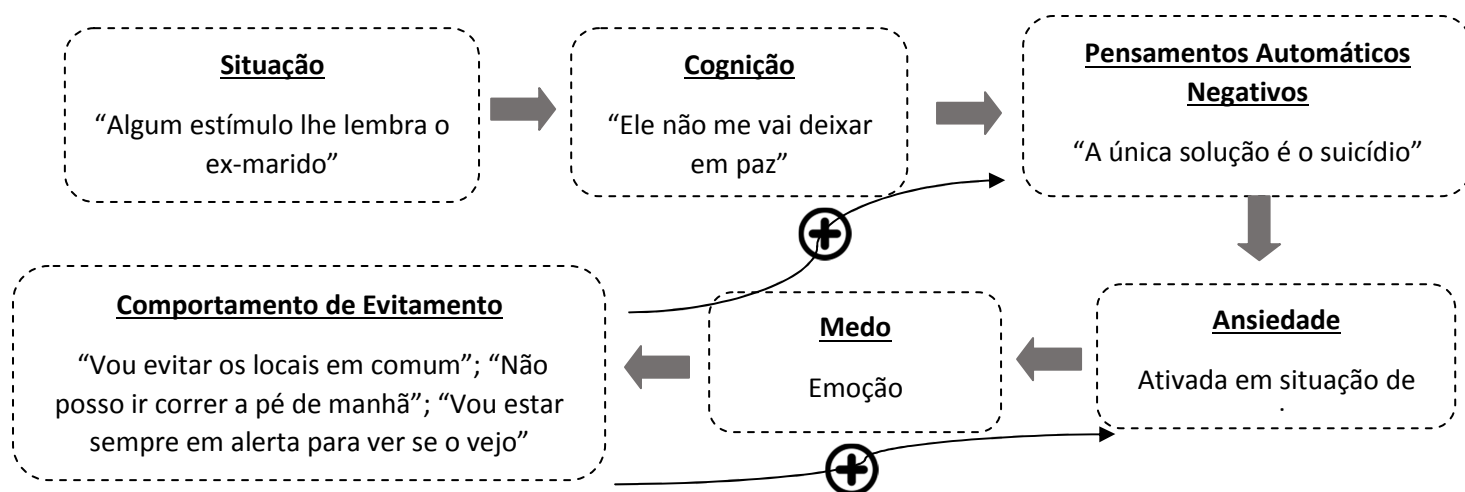 Situação
“Algum estímulo lhe lembra o
ex-marido”
Cognição
“Ele não me vai deixar
em paz”
Pensamentos Automáticos
Negativos
“A única solução é o suicídio”
Comportamento de Evitamento
“Vou evitar os locais em comum”; “Não
posso ir correr a pé de manhã”; “Vou estar
sempre em alerta para ver se o vejo”
Medo
Emoção
Ansiedade
Ativada em situação de